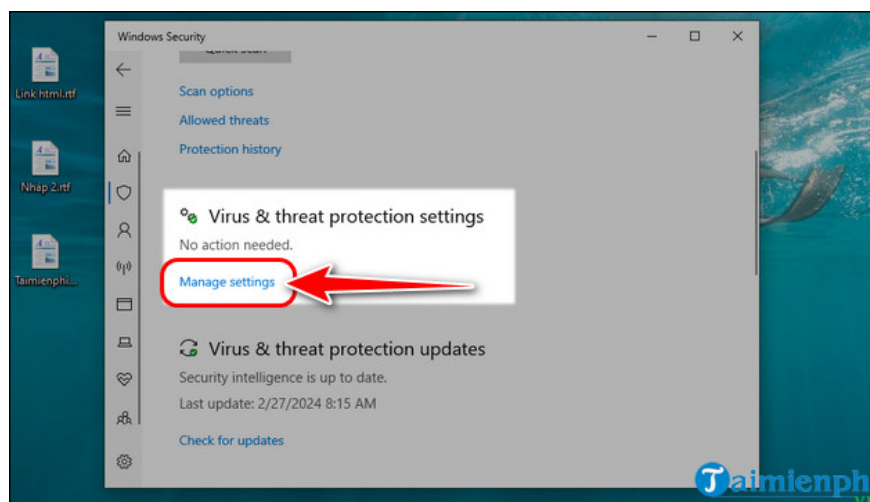 Windows Security
Quick scan
Link html.rtf
Scan options
Allowed threats
Protection history
Nhap 2.rtf
Virus & threat protection settings
No action needed.
Taimienphi....
Manage settings
Virus & threat protection updates
Security intelligence is up to date.
Last update: 2/27/2024 8:15 AM
Check for updates
Taimienph